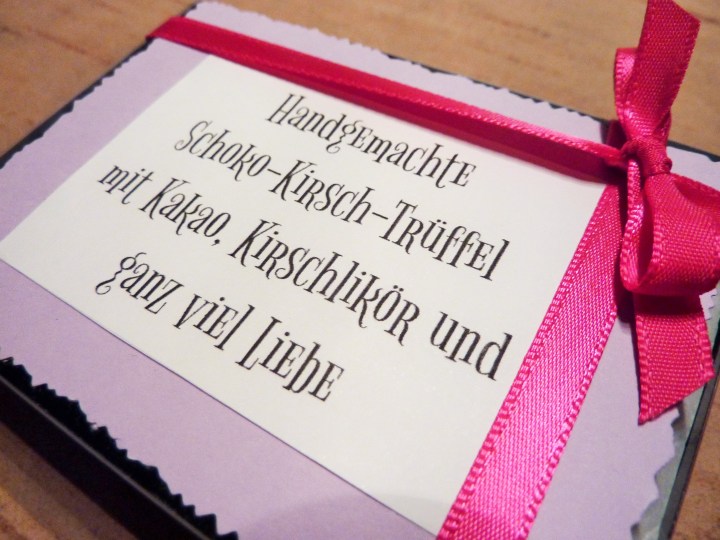 Handgemachte
Schoko-Kirsch-Trüffel
mit Kakao, Kirschlikör und
ganz viel Liebe